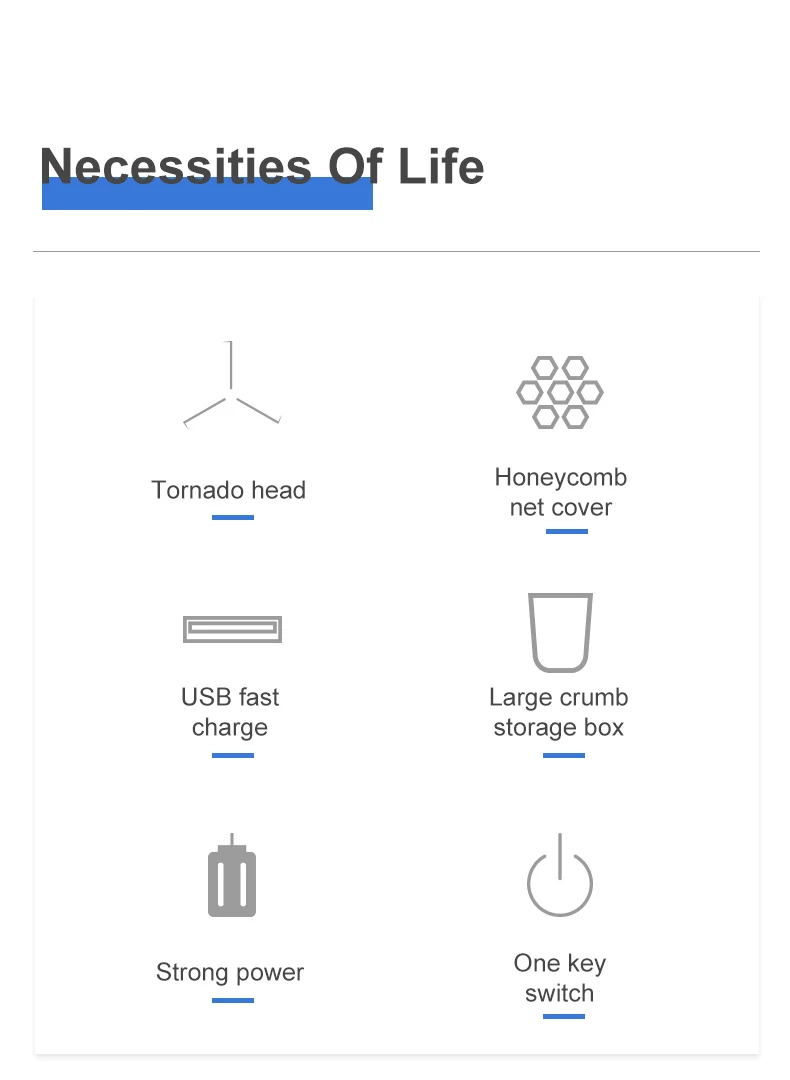 Necessities Of Life
Tornado head
Honeycomb
net cover
USB fast
charge
Large crumb
storage box
Strong power
One key
switch